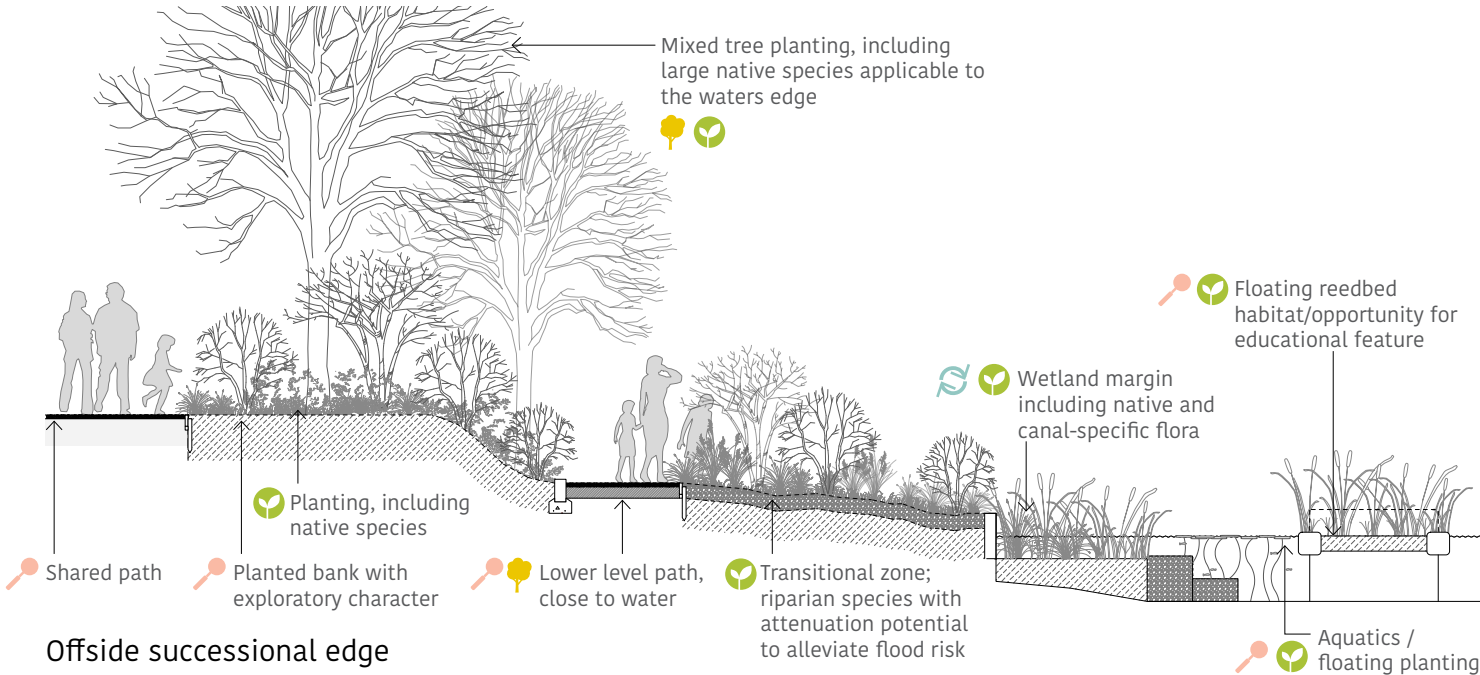 Mixed tree planting, including
large native species applicable to
the waters edge
Floating reedbed
habitat/opportunity for
educational feature
Wetland margin
including native and
canal-specific flora
Planting, including
native species
Shared path
Planted bank with
exploratory character
Lower level path,
close to water
Transitional zone;
riparian species with
attenuation potential
to alleviate flood risk
Aquatics /
floating planting
Offside successional edge